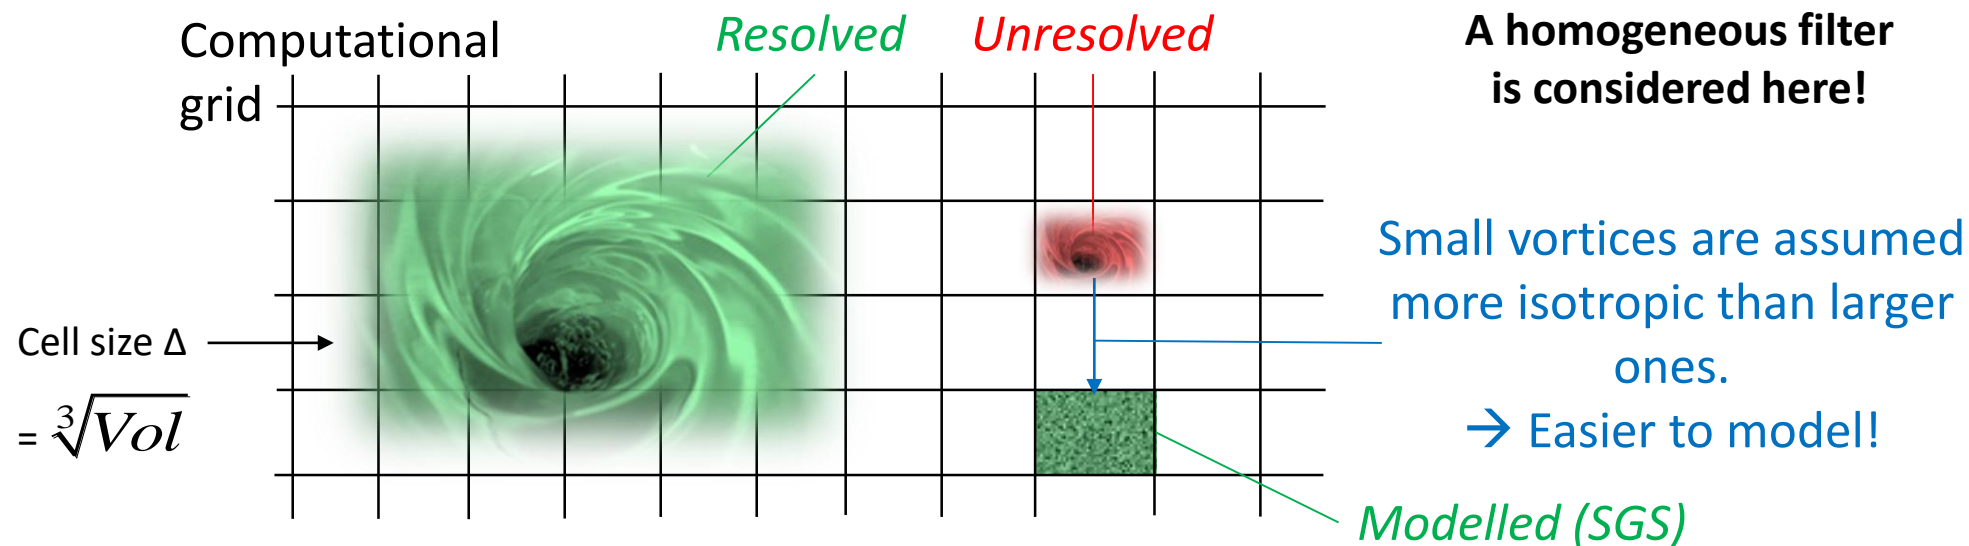 Computational
grid
Resolved
Unresolved
A homogeneous filter
is considered here!
Small vortices are assumed
more isotropic than larger
ones.
→ Easier to model!
Cell size Δ
= ∛Vol
Modelled (SGS)